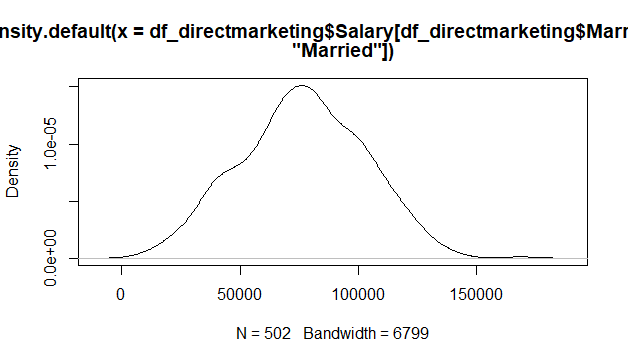 nsity.default(x = df_directmarketing$Salary[df_directmarketing$Marr
"Married"])
Density
0.0e+00
1.0e-05
0
50000
100000
150000
N = 502 Bandwidth = 6799